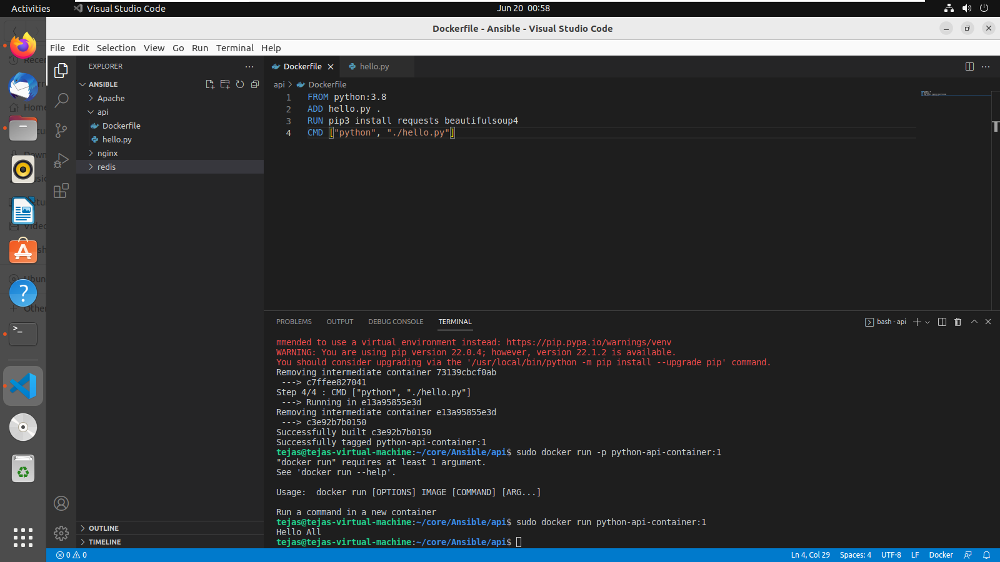 Activities
Visual Studio Code
Jun 20 00:58
Dockerfile - Ansible - Visual Studio Code
File Edit Selection View Go Run Terminal Help
EXPLORER
ANSIBLE
Apache
api
Dockerfile
hello.py
nginx
redis
OUTLINE
TIMELINE
Dockerfile
hello.py
api > Dockerfile
1 FROM python:3.8
2 ADD hello.py .
3 RUN pip3 install requests beautifulsoup4
4 CMD ["python", "./hello.py"]
PROBLEMS OUTPUT DEBUG CONSOLE TERMINAL
bash - api
mmended to use a virtual environment instead: https://pip.pypa.io/warnings/venv
WARNING: You are using pip version 22.0.4; however, version 22.1.2 is available.
You should consider upgrading via the '/usr/local/bin/python -m pip install --upgrade pip' command.
Removing intermediate container 73139cbcf0ab
 ---> c7ffee827041
Step 4/4 : CMD ["python", "./hello.py"]
 ---> Running in e13a95855e3d
Removing intermediate container e13a95855e3d
 ---> c3e92b7b0150
Successfully built c3e92b7b0150
Successfully tagged python-api-container:1
tejas@tejas-virtual-machine:~/core/Ansible/api$ sudo docker run -p python-api-container:1
"docker run" requires at least 1 argument.
See 'docker run --help'.
Usage:  docker run [OPTIONS] IMAGE [COMMAND] [ARG...]
Run a command in a new container
tejas@tejas-virtual-machine:~/core/Ansible/api$ sudo docker run python-api-container:1
Hello All
tejas@tejas-virtual-machine:~/core/Ansible/api$
0 0
Ln 4, Col 29 Spaces: 4 UTF-8 LF Docker